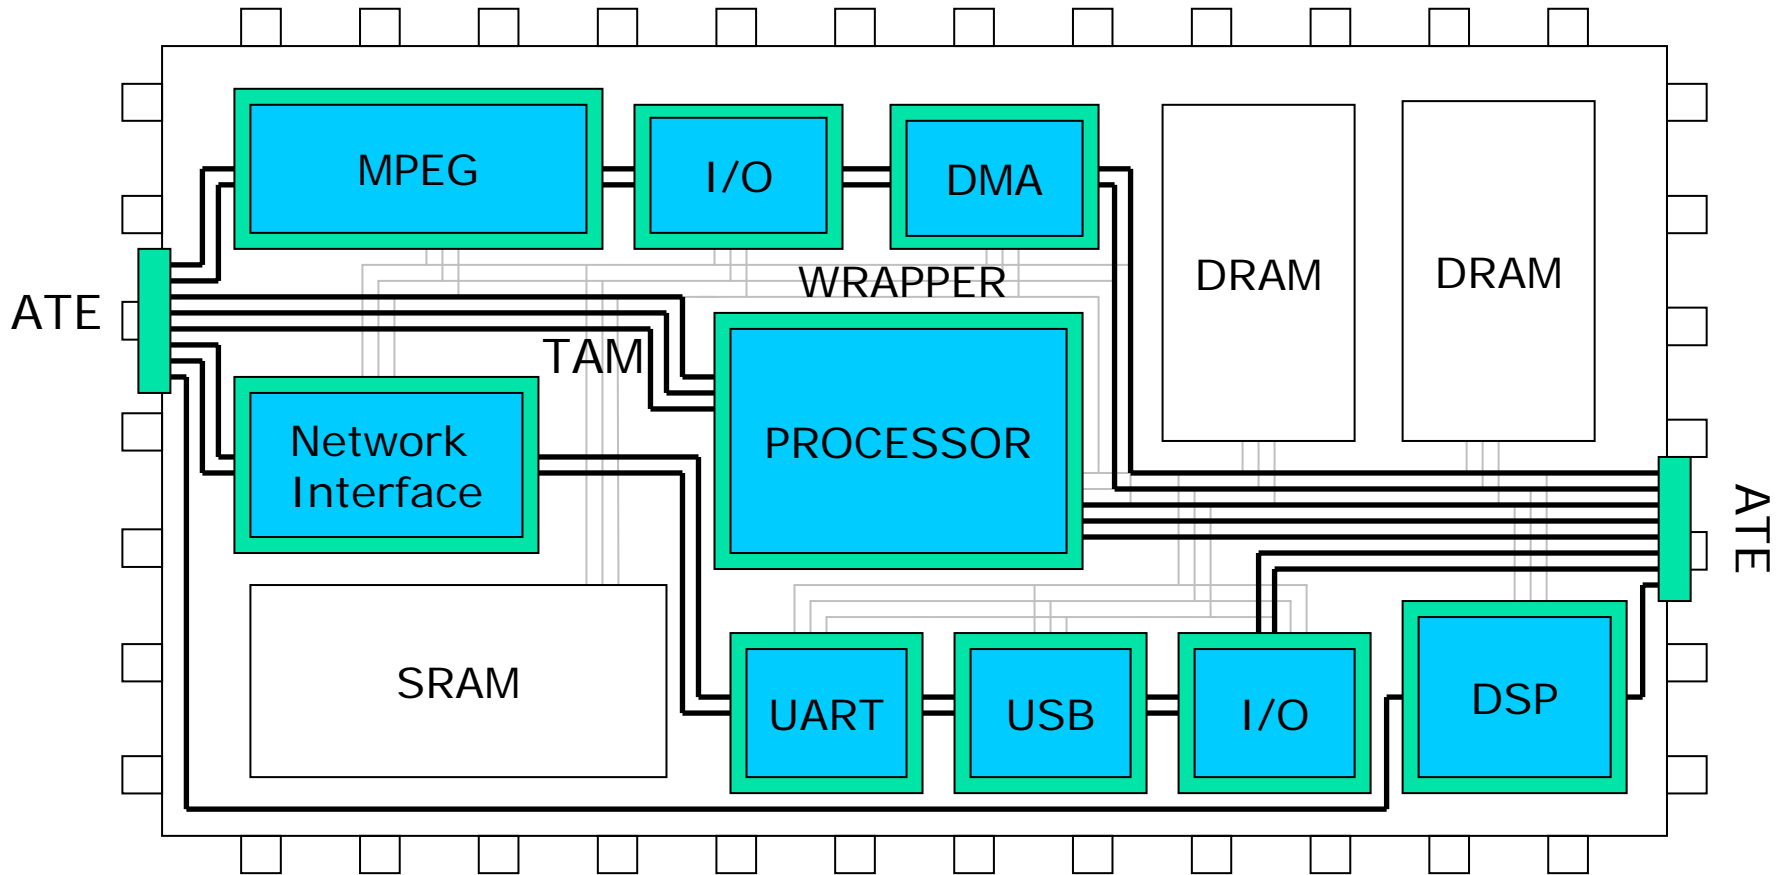 MPEG
I/O
DMA
DRAM
DRAM
WRAPPER
ATE
TAM
PROCESSOR
Network
Interface
ATE
SRAM
UART
USB
I/O
DSP